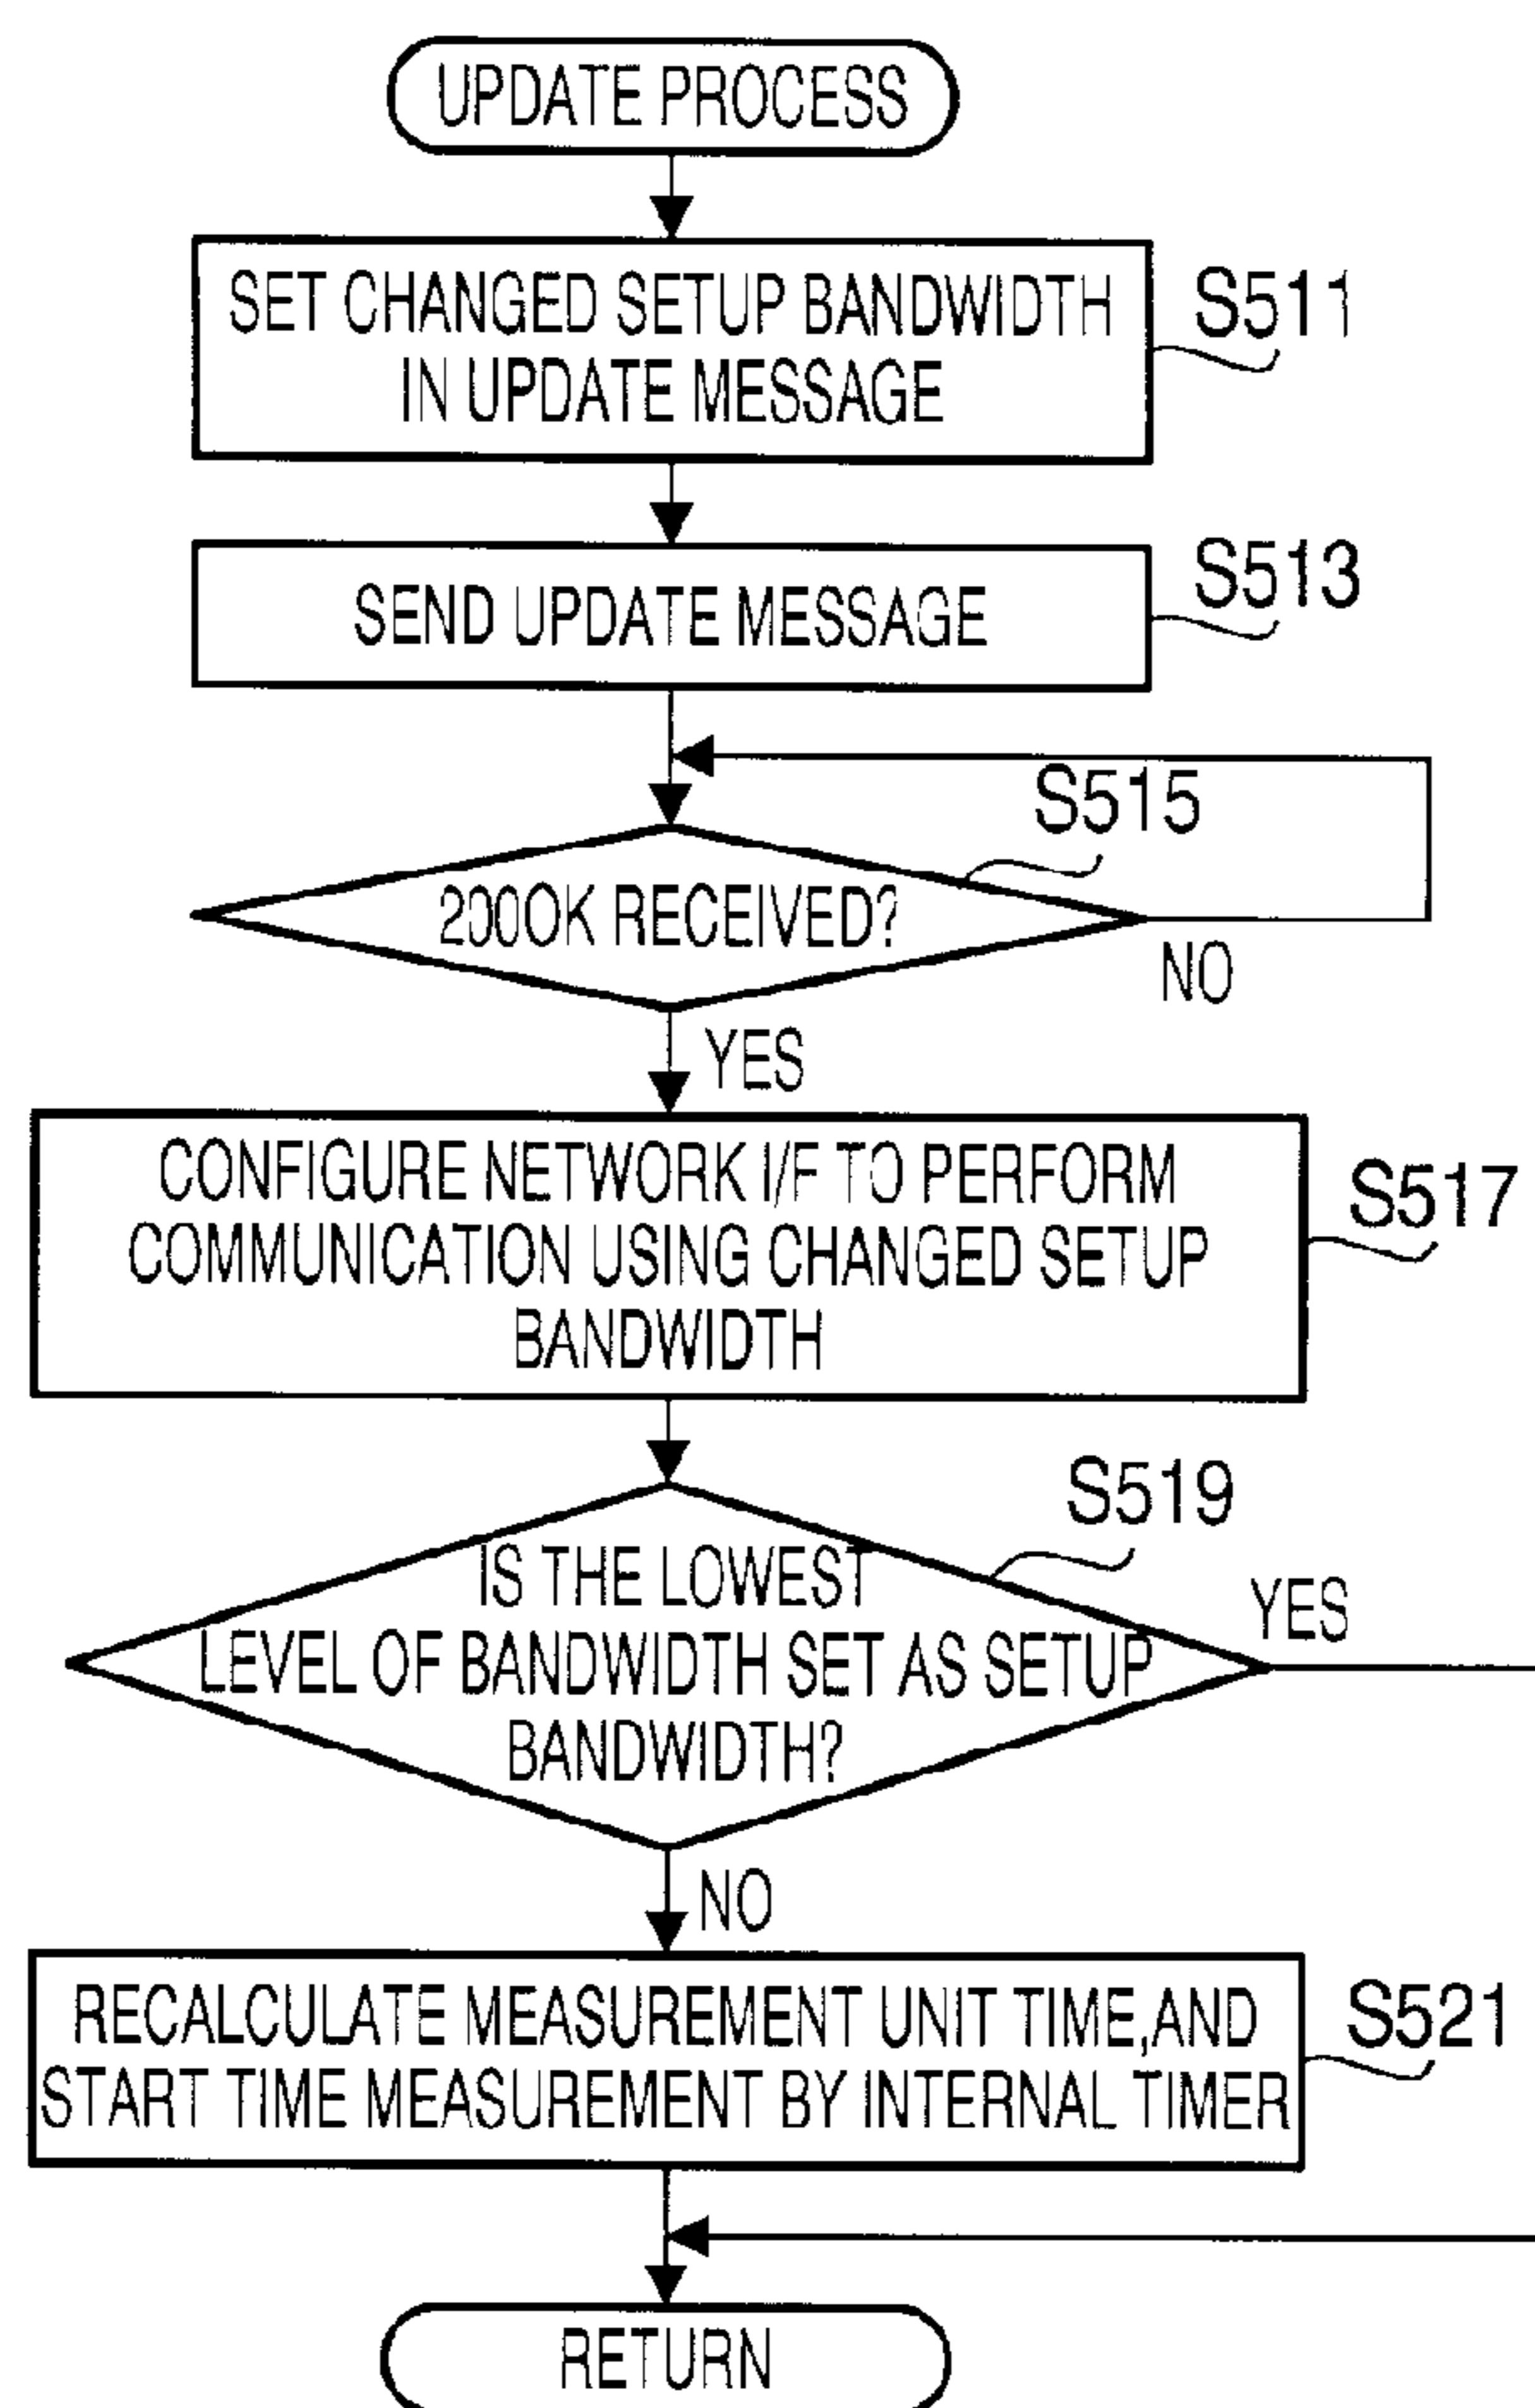 UPDATE PROCESS
SET CHANGED SETUP BANDWIDTH
IN UPDATE MESSAGE
S511
SEND UPDATE MESSAGE
S513
S515
200OK RECEIVED?
NO
YES
CONFIGURE NETWORK I/F TO PERFORM
COMMUNICATION USING CHANGED SETUP
BANDWIDTH
S517
S519
IS THE LOWEST
LEVEL OF BANDWIDTH SET AS SETUP
BANDWIDTH?
YES
NO
RECALCULATE MEASUREMENT UNIT TIME,AND
START TIME MEASUREMENT BY INTERNAL TIMER
S521
RETURN